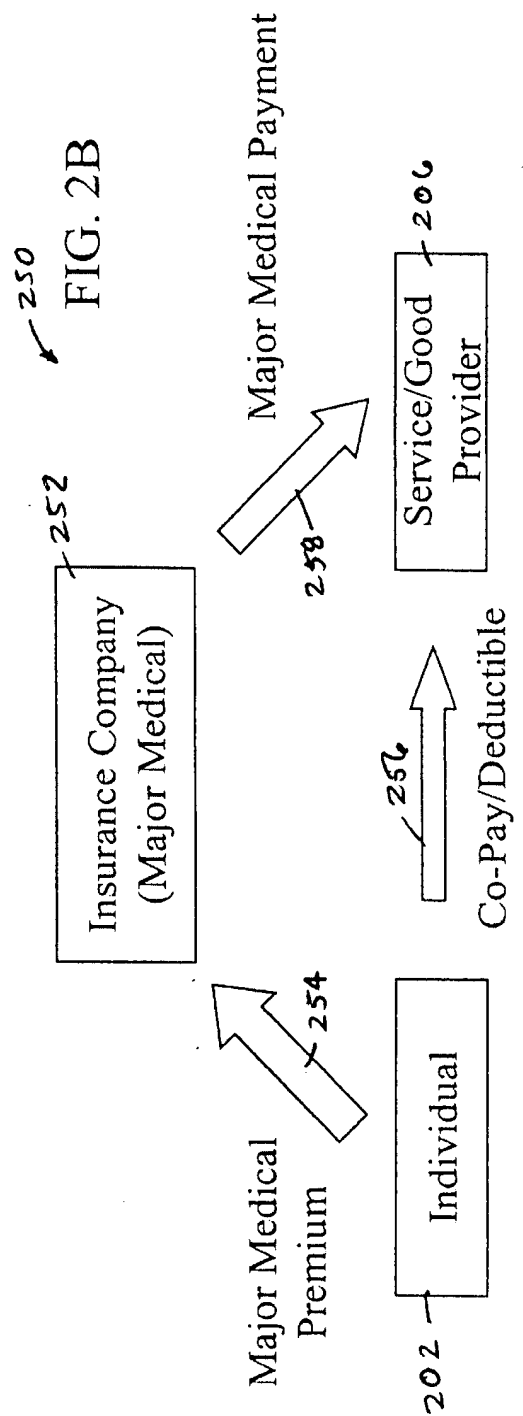 250
FIG. 2B
252
Insurance Company
(Major Medical)
Major Medical
Premium
254
258
Major Medical Payment
202
Individual
256
Co-Pay/Deductible
Service/Good
Provider
206